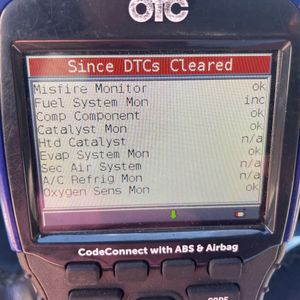 OTC
Since DTCs Cleared
Misfire Monitor ok
Fuel System Mon inc
Comp Component ok
Catalyst Mon ok
Htd Catalyst n/a
Evap System Mon ok
Sec Air System n/a
A/C Refrig Mon n/a
Oxygen Sens Mon ok
CodeConnect with ABS & Airbag
CODE